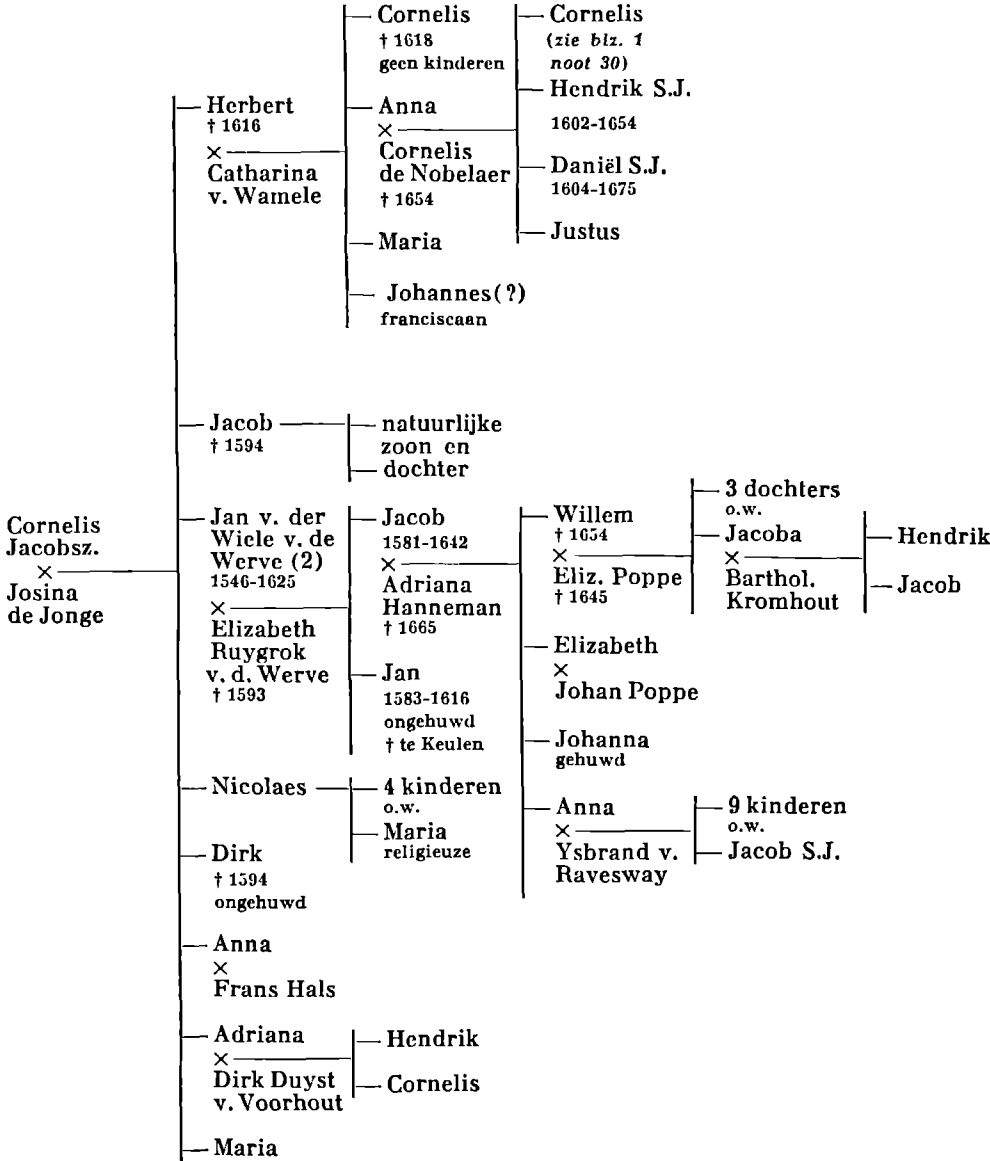 Cornelis
Jacobsz.
×
Josina
de Jonge
Herbert
† 1616
×
Catharina
v. Wamele
Cornelis
† 1618
geen kinderen
Anna
×
Cornelis
de Nobelaer
† 1654
Maria
Johannes(?)
franciscaan
Cornelis
(zie blz. 1
noot 30)
Hendrik S.J.
1602-1654
Daniël S.J.
1604-1675
Justus
Jacob
† 1594
natuurlijke
zoon en
dochter
Jan v. der
Wiele v. de
Werve (2)
1546-1625
×
Elizabeth
Ruygrok
v. d. Werve
† 1593
Jacob
1581-1642
×
Adriana
Hanneman
† 1665
Jan
1583-1616
ongehuwd
† te Keulen
Willem
† 1654
×
Eliz. Poppe
† 1645
3 dochters
o.w.
Jacoba
×
Barthol.
Kromhout
Hendrik
Jacob
Elizabeth
×
Johan Poppe
Johanna
gehuwd
Anna
×
Ysbrand v.
Ravesway
9 kinderen
o.w.
Jacob S.J.
Nicolaes
4 kinderen
o.w.
Maria
religieuze
Dirk
† 1594
ongehuwd
Anna
×
Frans Hals
Adriana
×
Dirk Duyst
v. Voorhout
Hendrik
Cornelis
Maria